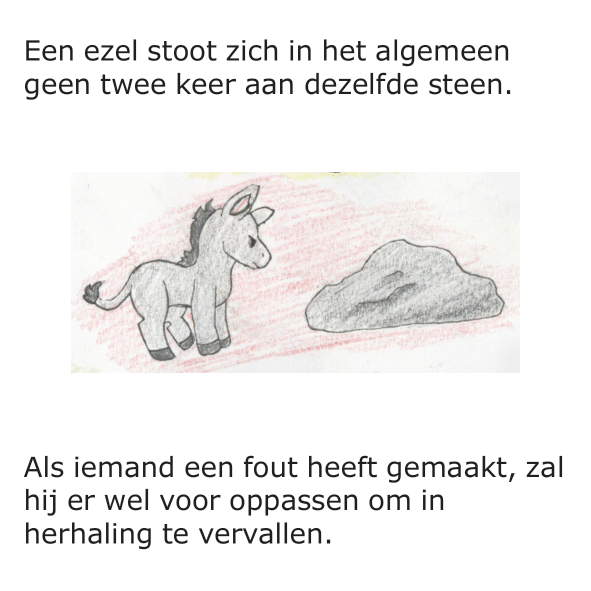 Een ezel stoot zich in het algemeen
geen twee keer aan dezelfde steen.
Als iemand een fout heeft gemaakt, zal
hij er wel voor oppassen om in
herhaling te vervallen.